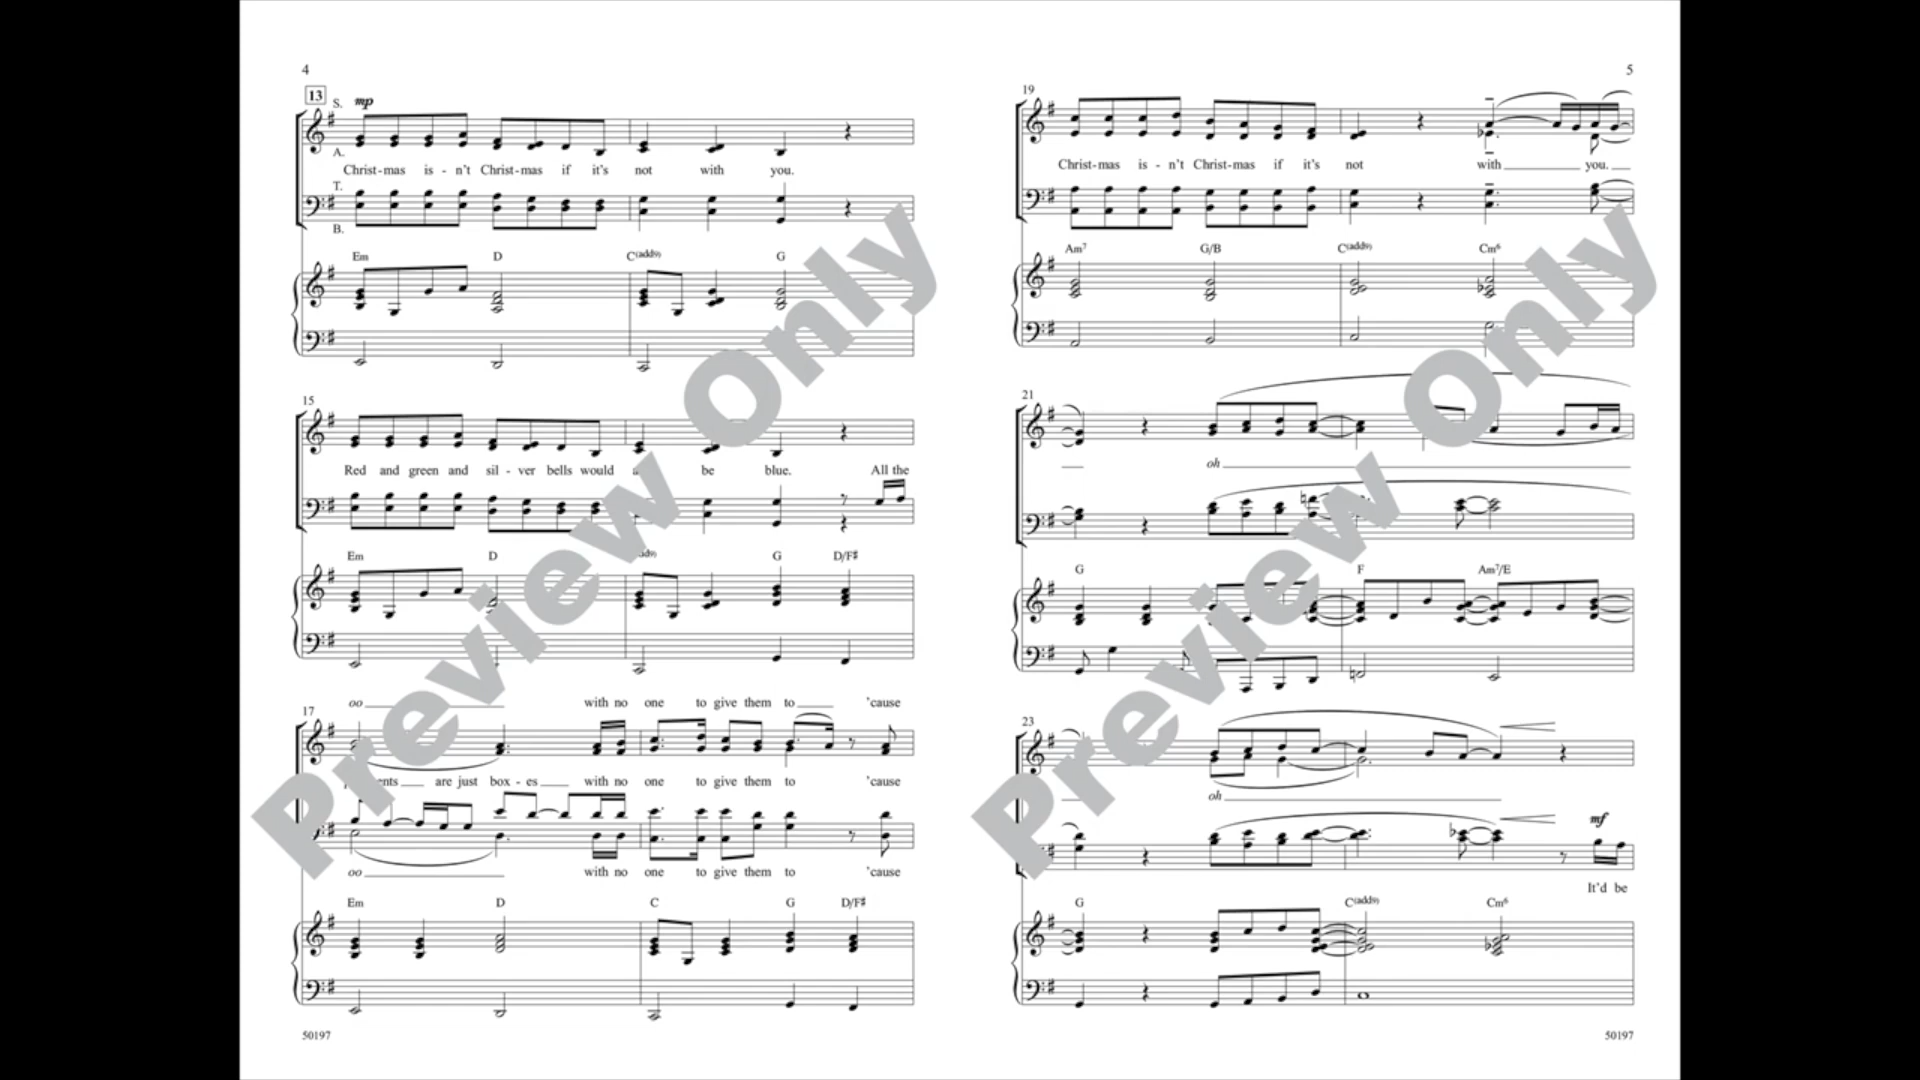 4
13
S. mp
A.
Christ-mas is - n't Christ-mas if it's not with you.
T.
B.
Em D C(add9) G
15
Red and green and sil - ver bells would be blue. All the
Em D G D/F♯
oo with no one to give them to 'cause
17
are just box - es with no one to give them to 'cause
oo with no one to give them to 'cause
Em D C G D/F♯
50197
5
19
Christ-mas is - n't Christ-mas if it's not with you.
Am7 G/B C(add9) Cm6
21
oh
G F Am7/E
23
oh
mf
It'd be
G C(add9) Cm6
50197
Preview Only
Preview Only